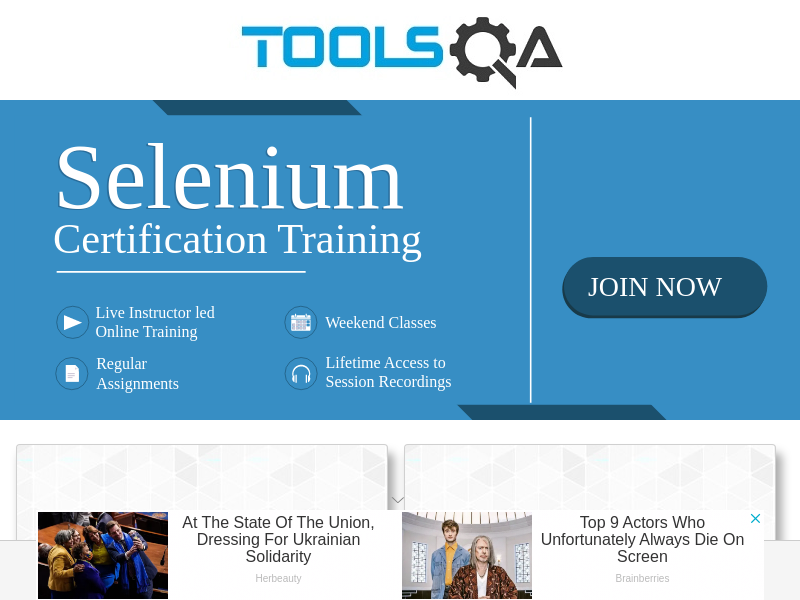 TOOLSQA
Selenium
Certification Training
Live Instructor led
Online Training
Weekend Classes
Regular
Assignments
Lifetime Access to
Session Recordings
JOIN NOW
At The State Of The Union,
Dressing For Ukrainian
Solidarity
Herbeauty
Top 9 Actors Who
Unfortunately Always Die On
Screen
Brainberries